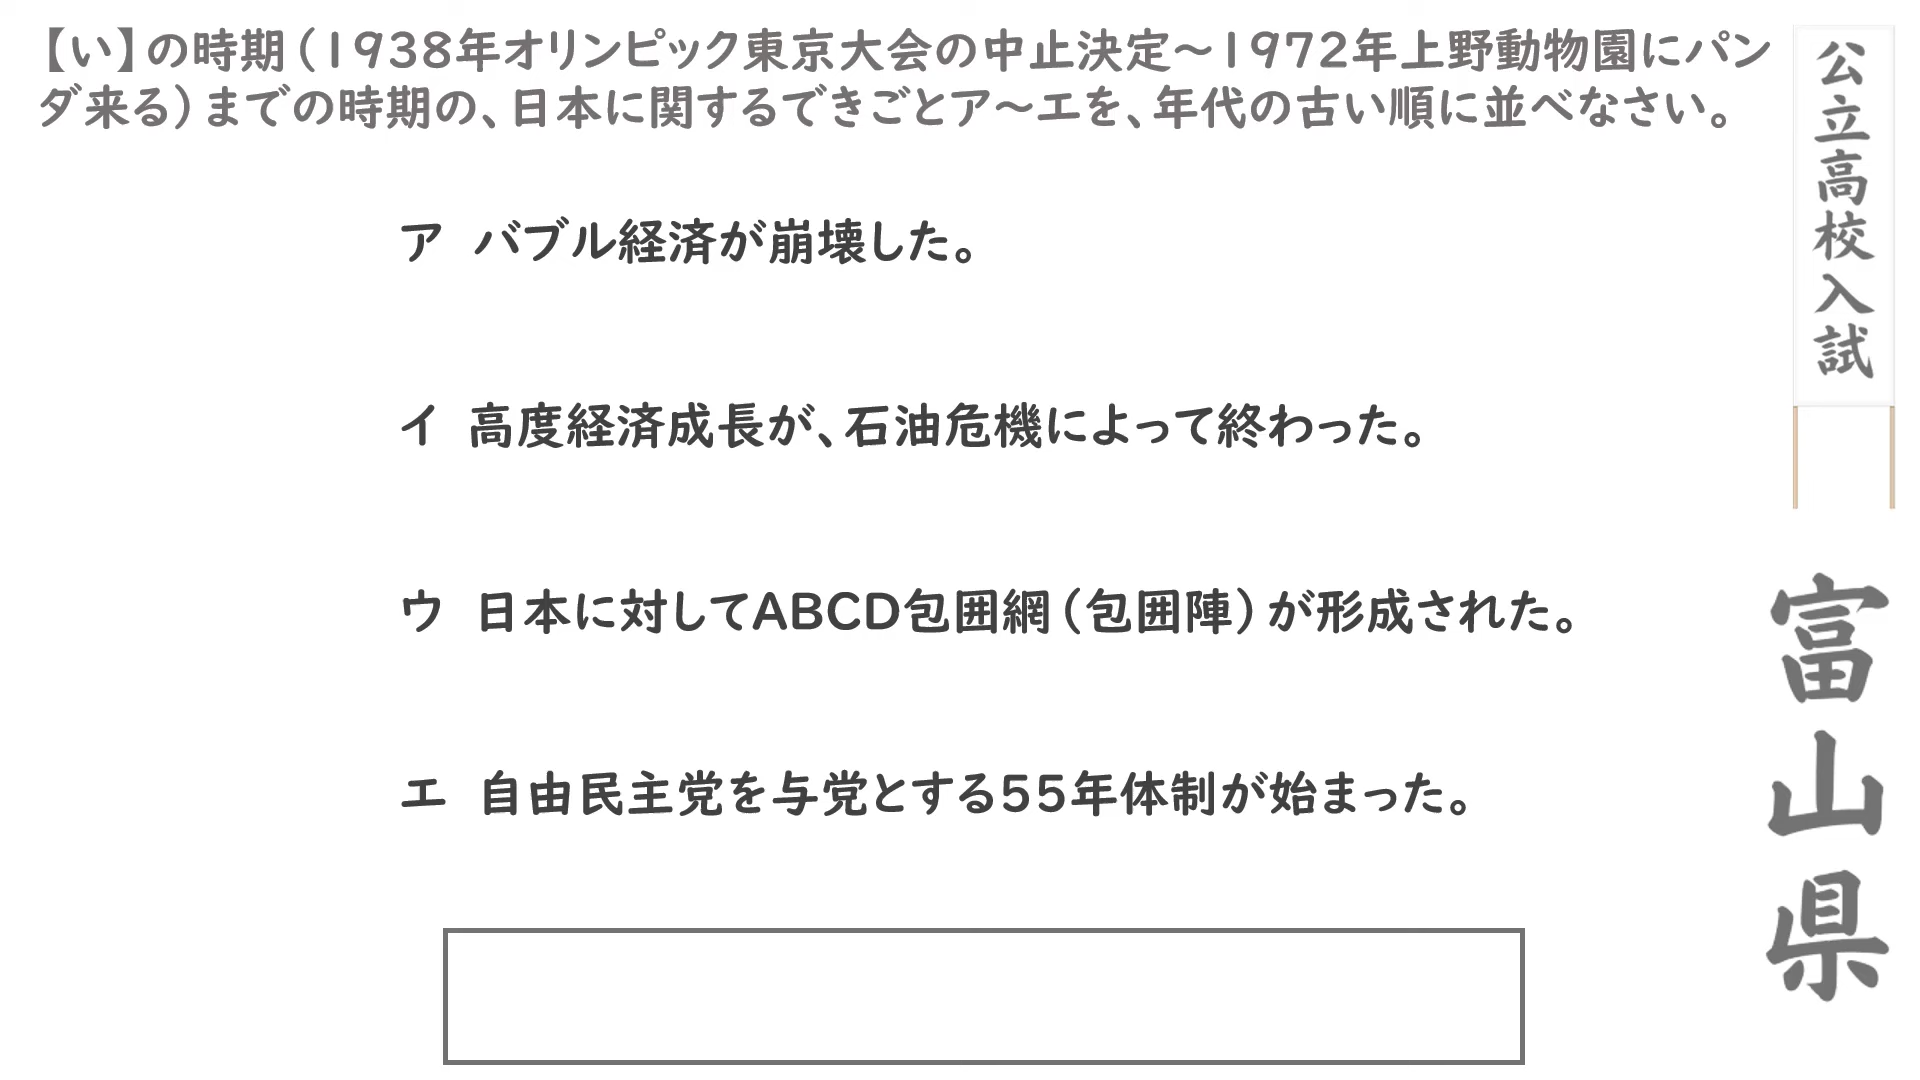 【い】の時期（1938年オリンピック東京大会の中止決定～1972年上野動物園にパン
ダ来る）までの時期の、日本に関するできごとア～エを、年代の古い順に並べなさい。
ア バブル経済が崩壊した。
イ 高度経済成長が、石油危機によって終わった。
ウ 日本に対してABCD包囲網（包囲陣）が形成された。
エ 自由民主党を与党とする55年体制が始まった。
公立高校入試
富山県